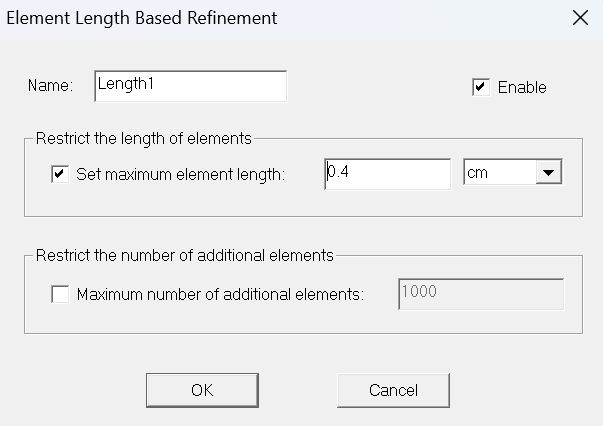 Element Length Based Refinement
Name: Length1 Enable
Restrict the length of elements
Set maximum element length: 0.4 cm
Restrict the number of additional elements
Maximum number of additional elements: 1000
OK Cancel